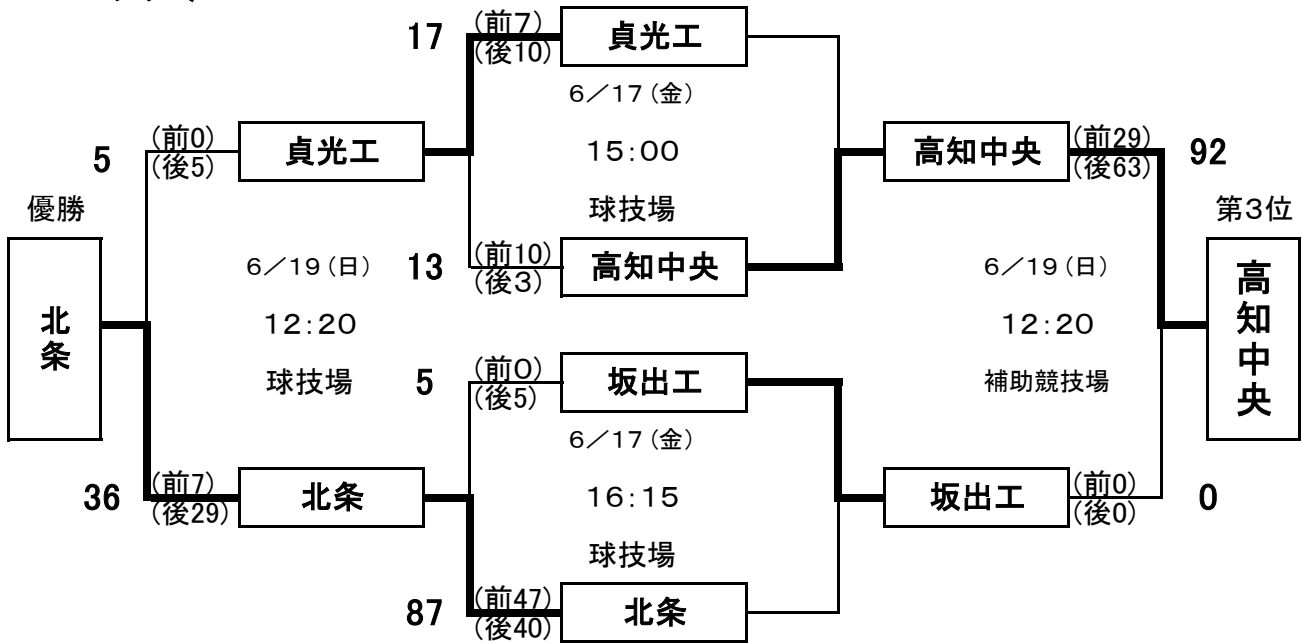 17
(前7)
(後10)
貞光工
6/17(金)
15:00
球技場
13
(前10)
(後3)
高知中央
5
(前0)
(後5)
貞光工
優勝
北条
6/19(日)
12:20
球技場
36
(前7)
(後29)
北条
5
(前0)
(後5)
坂出工
6/17(金)
16:15
球技場
87
(前47)
(後40)
北条
高知中央
(前29)
(後63)
92
第3位
高知中央
6/19(日)
12:20
補助競技場
坂出工
(前0)
(後0)
0